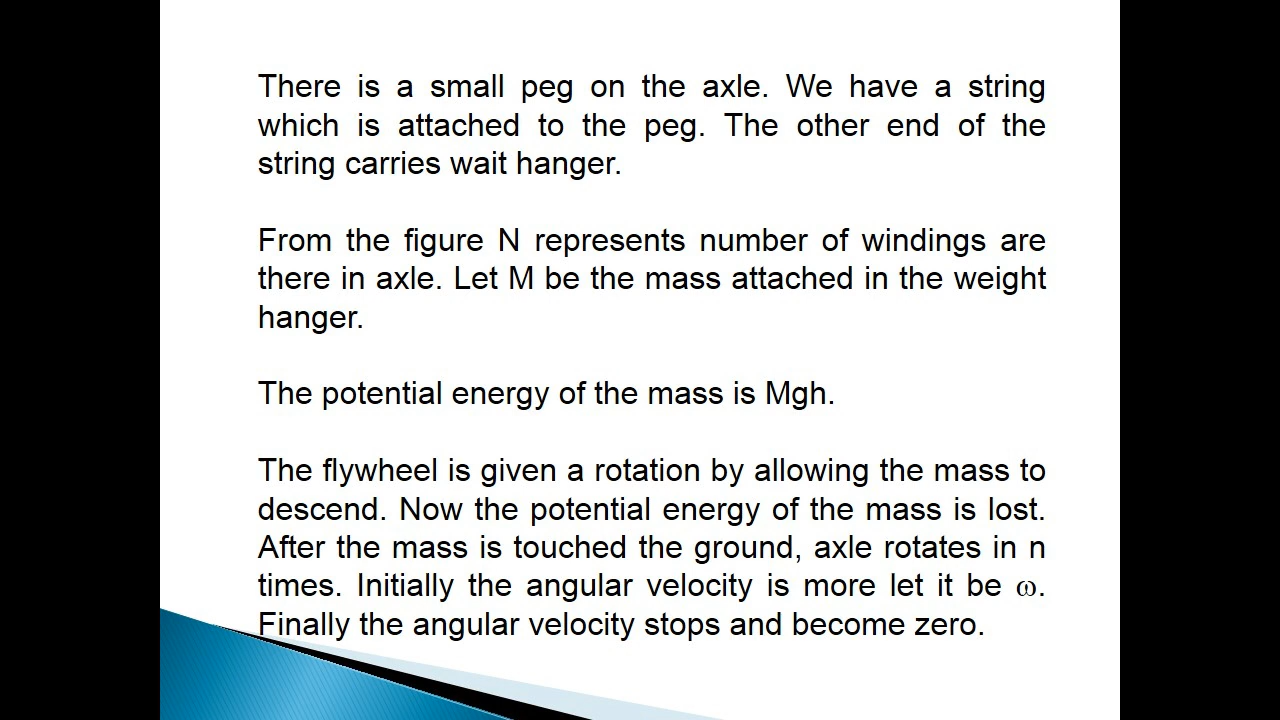 There is a small peg on the axle. We have a string
which is attached to the peg. The other end of the
string carries wait hanger.
From the figure N represents number of windings are
there in axle. Let M be the mass attached in the weight
hanger.
The potential energy of the mass is Mgh.
The flywheel is given a rotation by allowing the mass to
descend. Now the potential energy of the mass is lost.
After the mass is touched the ground, axle rotates in n
times. Initially the angular velocity is more let it be ω.
Finally the angular velocity stops and become zero.